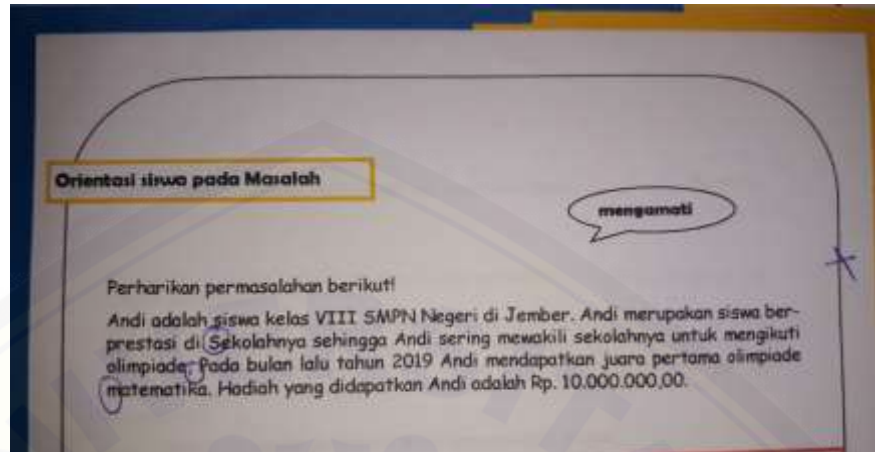 Orientasi siswa pada Masalah
mengamati
Perharikan permasalahan berikut!
Andi adalah siswa kelas VIII SMPN Negeri di Jember. Andi merupakan siswa ber-
prestasi di Sekolahnya sehingga Andi sering mewakili sekolahnya untuk mengikuti
olimpiade. Pada bulan lalu tahun 2019 Andi mendapatkan juara pertama olimpiade
matematika. Hadiah yang didapatkan Andi adalah Rp. 10.000.000,00.